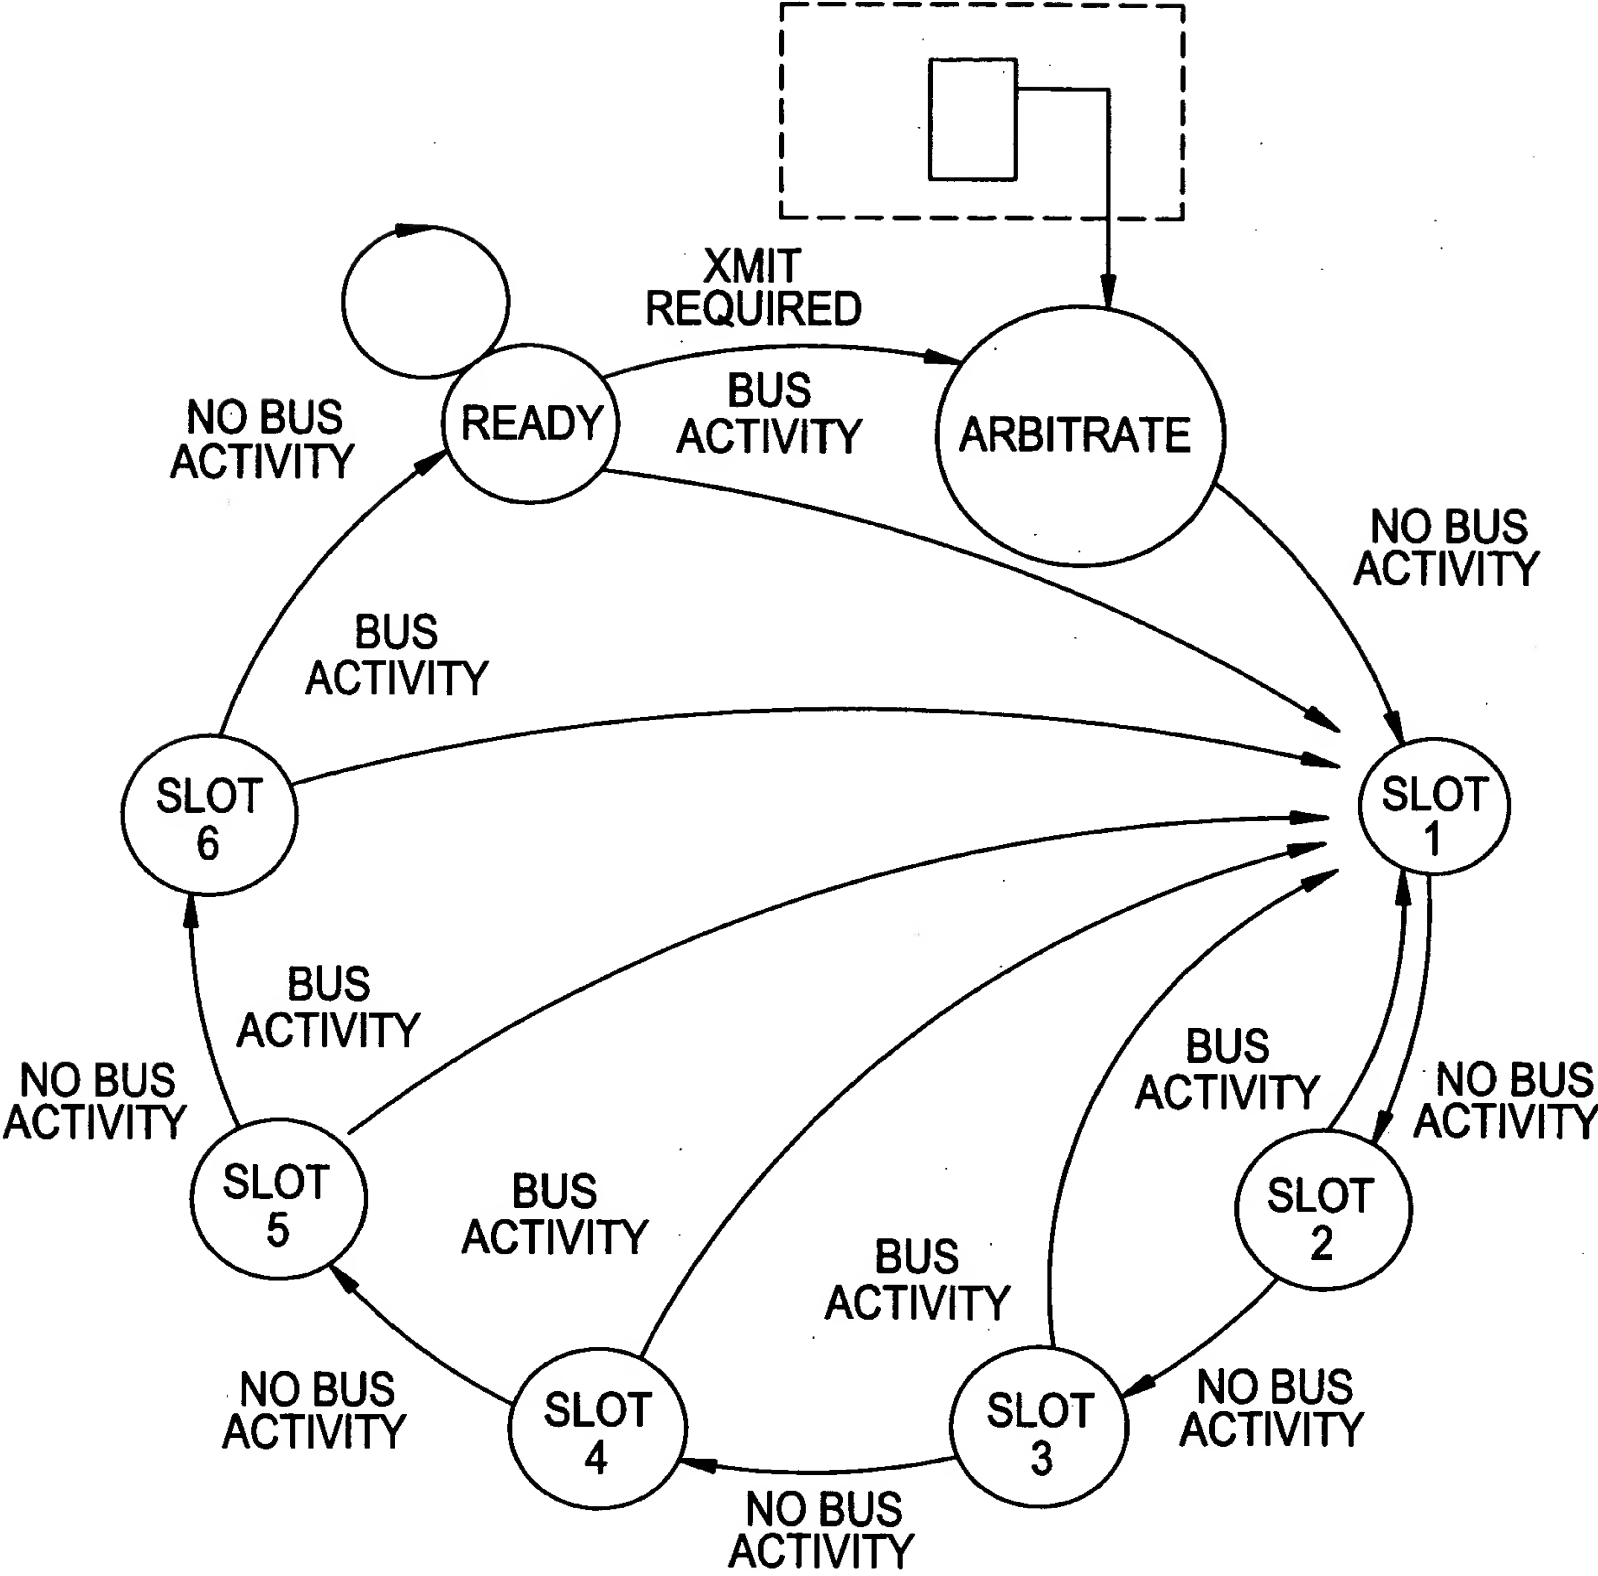 XMIT
REQUIRED
BUS
ACTIVITY
READY
ARBITRATE
NO BUS
ACTIVITY
NO BUS
ACTIVITY
BUS
ACTIVITY
SLOT
6
SLOT
1
BUS
ACTIVITY
BUS
ACTIVITY
NO BUS
ACTIVITY
NO BUS
ACTIVITY
SLOT
5
BUS
ACTIVITY
SLOT
2
BUS
ACTIVITY
NO BUS
ACTIVITY
SLOT
4
SLOT
3
NO BUS
ACTIVITY
NO BUS
ACTIVITY